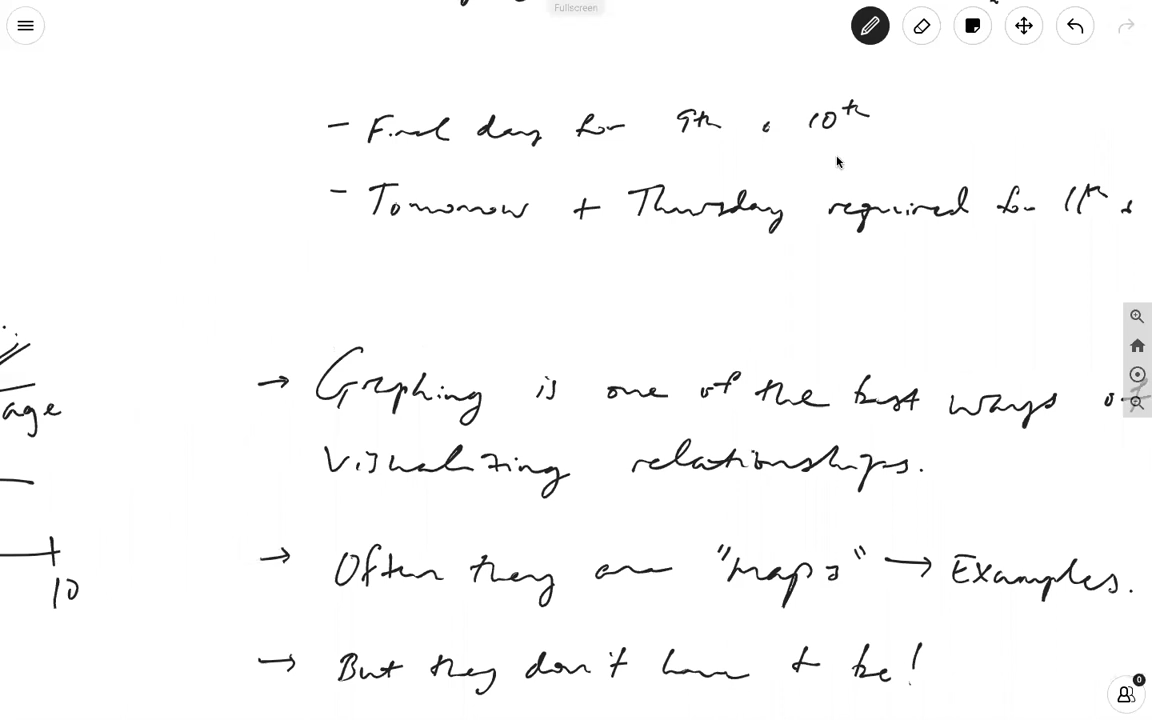 Fullscreen
- Final day for 9th & 10th
- Tomorrow + Thursday required for 11th &
→ Graphing is one of the best ways of
visualizing relationships.
age
→ Often they are "maps" → Examples.
10
→ But they don't have to be!
0